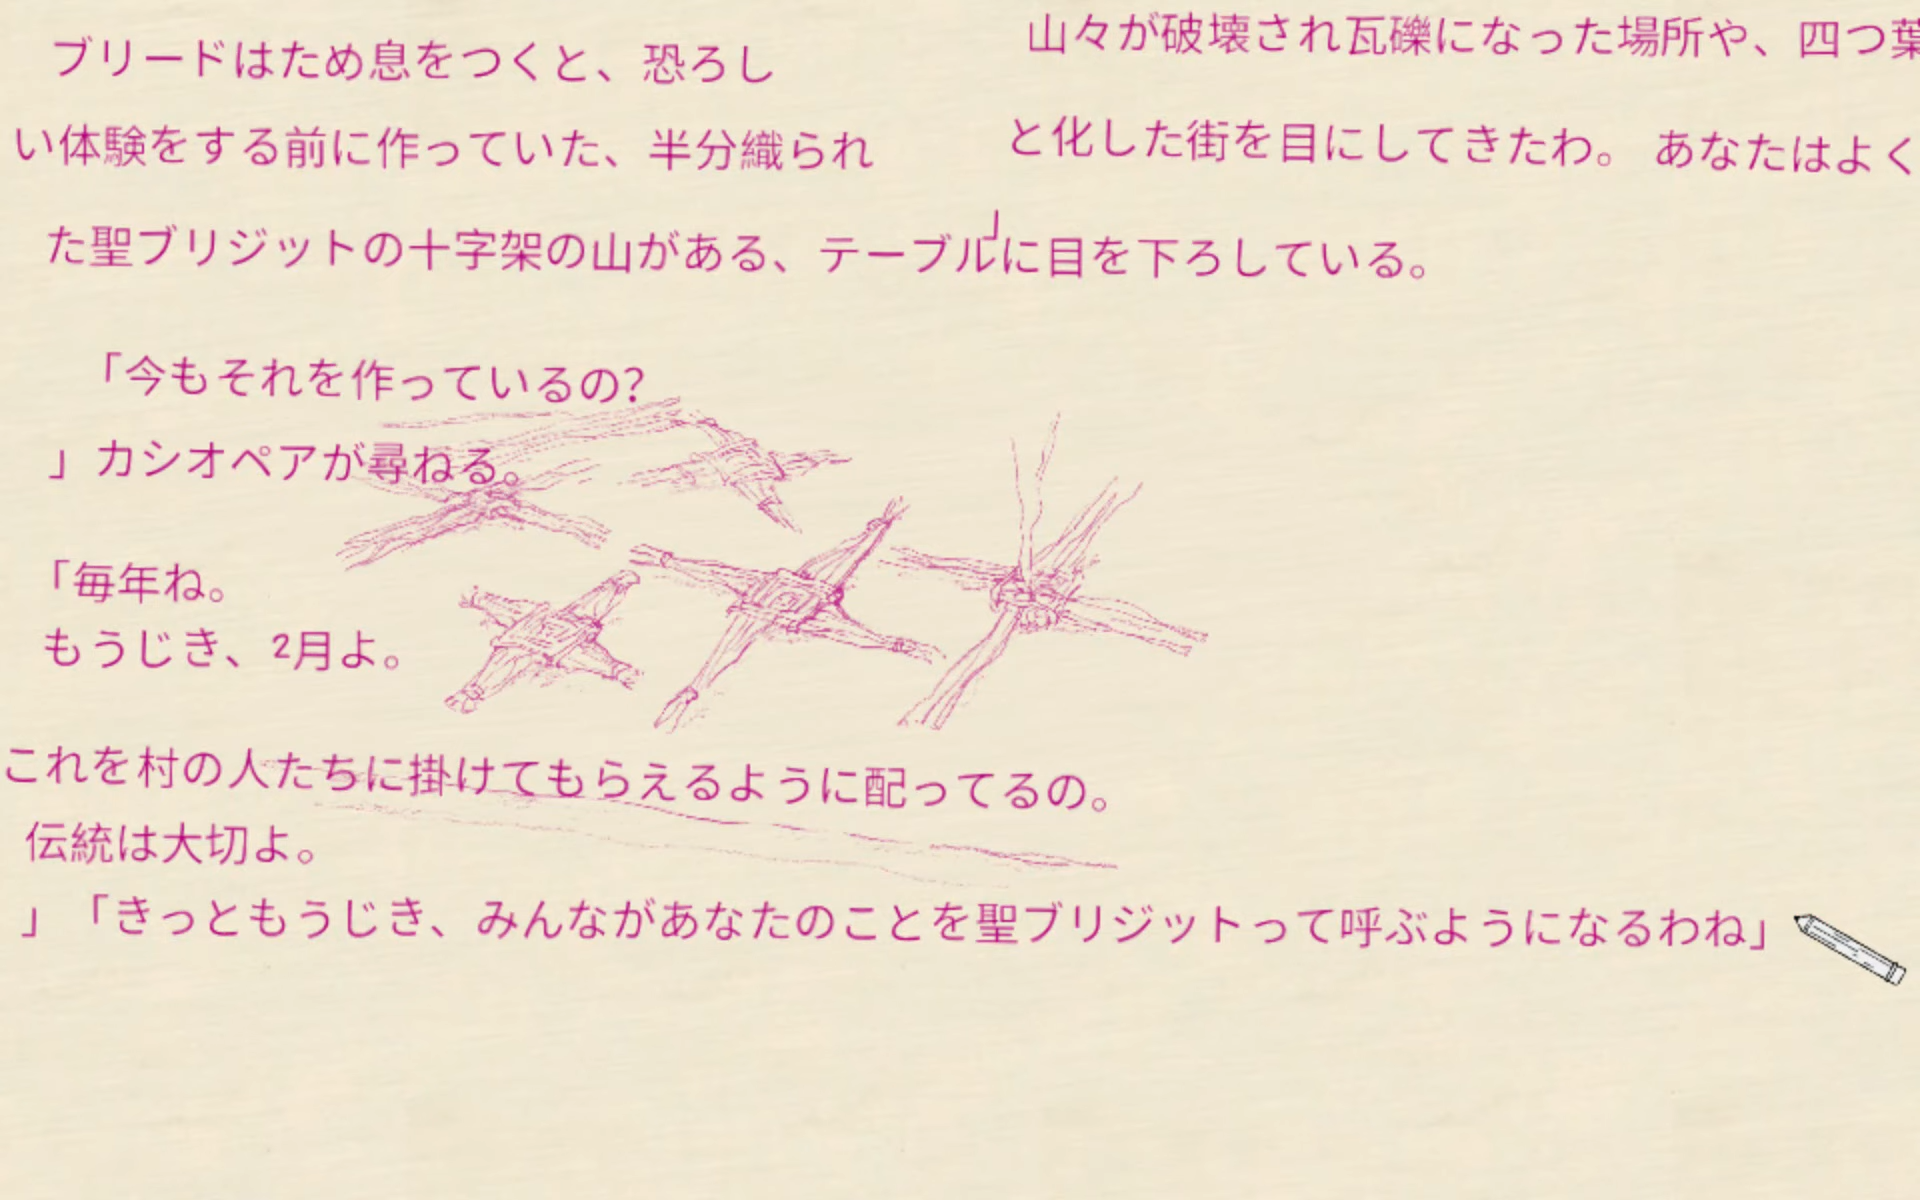 ブリードはため息をつくと、恐ろし
い体験をする前に作っていた、半分織られ
た聖ブリジットの十字架の山がある、テーブルに目を下ろしている。
山々が破壊され瓦礫になった場所や、四つ葉
と化した街を目にしてきたわ。 あなたはよく
」
「今もそれを作っているの?
」カシオペアが尋ねる。
「毎年ね。
もうじき、2月よ。
これを村の人たちに掛けてもらえるように配ってるの。
伝統は大切よ。
」「きっともうじき、みんながあなたのことを聖ブリジットって呼ぶようになるわね」